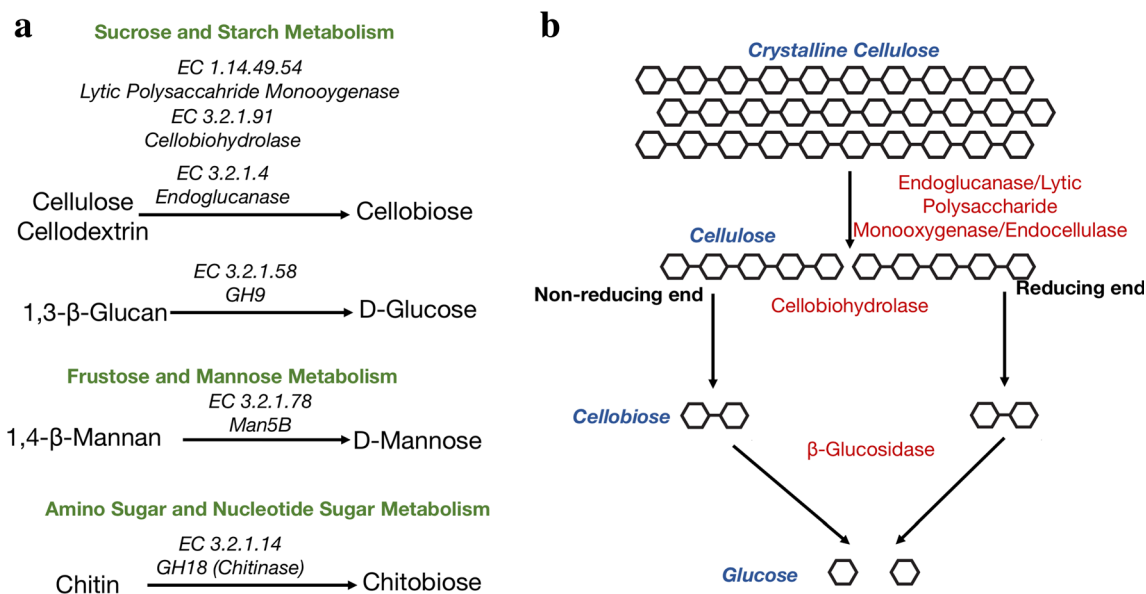 a
Sucrose and Starch Metabolism
EC 1.14.49.54
Lytic Polysaccahride Monooygenase
EC 3.2.1.91
Cellobiohydrolase
EC 3.2.1.4
Endoglucanase
Cellulose
Cellodextrin
Cellobiose
EC 3.2.1.58
GH9
1,3-β-Glucan
D-Glucose
Frustose and Mannose Metabolism
EC 3.2.1.78
Man5B
1,4-β-Mannan
D-Mannose
Amino Sugar and Nucleotide Sugar Metabolism
EC 3.2.1.14
GH18 (Chitinase)
Chitin
Chitobiose
b
Crystalline Cellulose
Endoglucanase/Lytic
Polysaccharide
Monooxygenase/Endocellulase
Cellulose
Non-reducing end
Reducing end
Cellobiohydrolase
Cellobiose
β-Glucosidase
Glucose